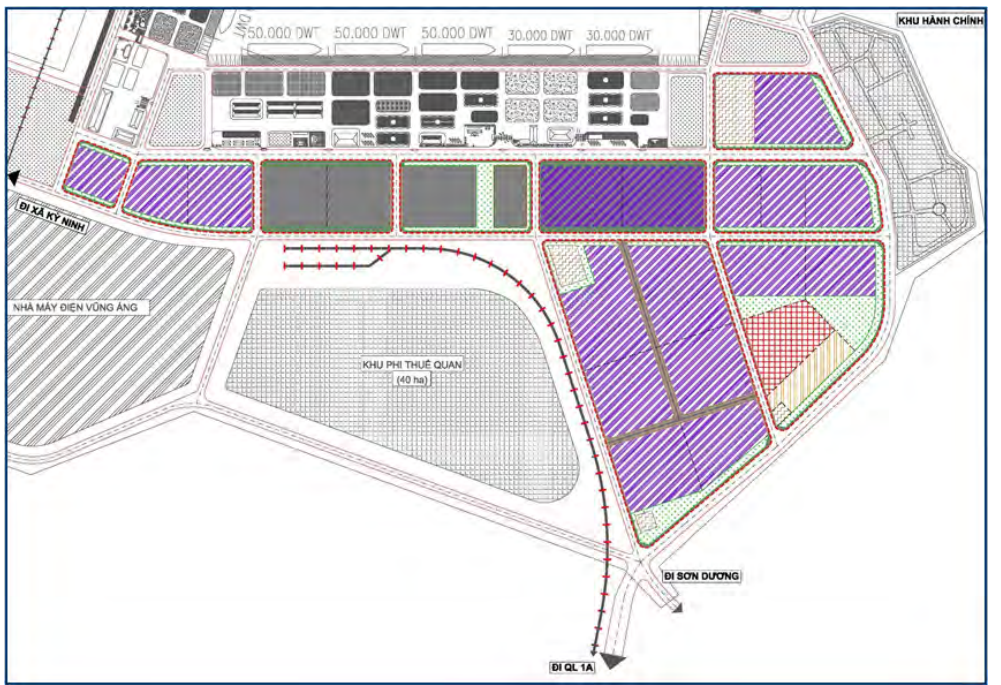 KHU HÀNH CHÍNH
DWT
50.000 DWT
50.000 DWT
50.000 DWT
30.000 DWT
30.000 DWT
ĐI XÃ KỲ NINH
NHÀ MÁY ĐIỆN VŨNG ÁNG
KHU PHI THUẾ QUAN
(40 ha)
ĐI SƠN DƯƠNG
ĐI QL 1A